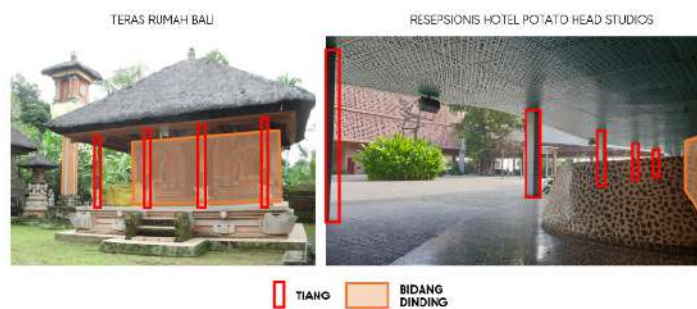 TERAS RUMAH BALI
RESEPSIONIS HOTEL POTATO HEAD STUDIOS
TIANG
BIDANG
DINDING